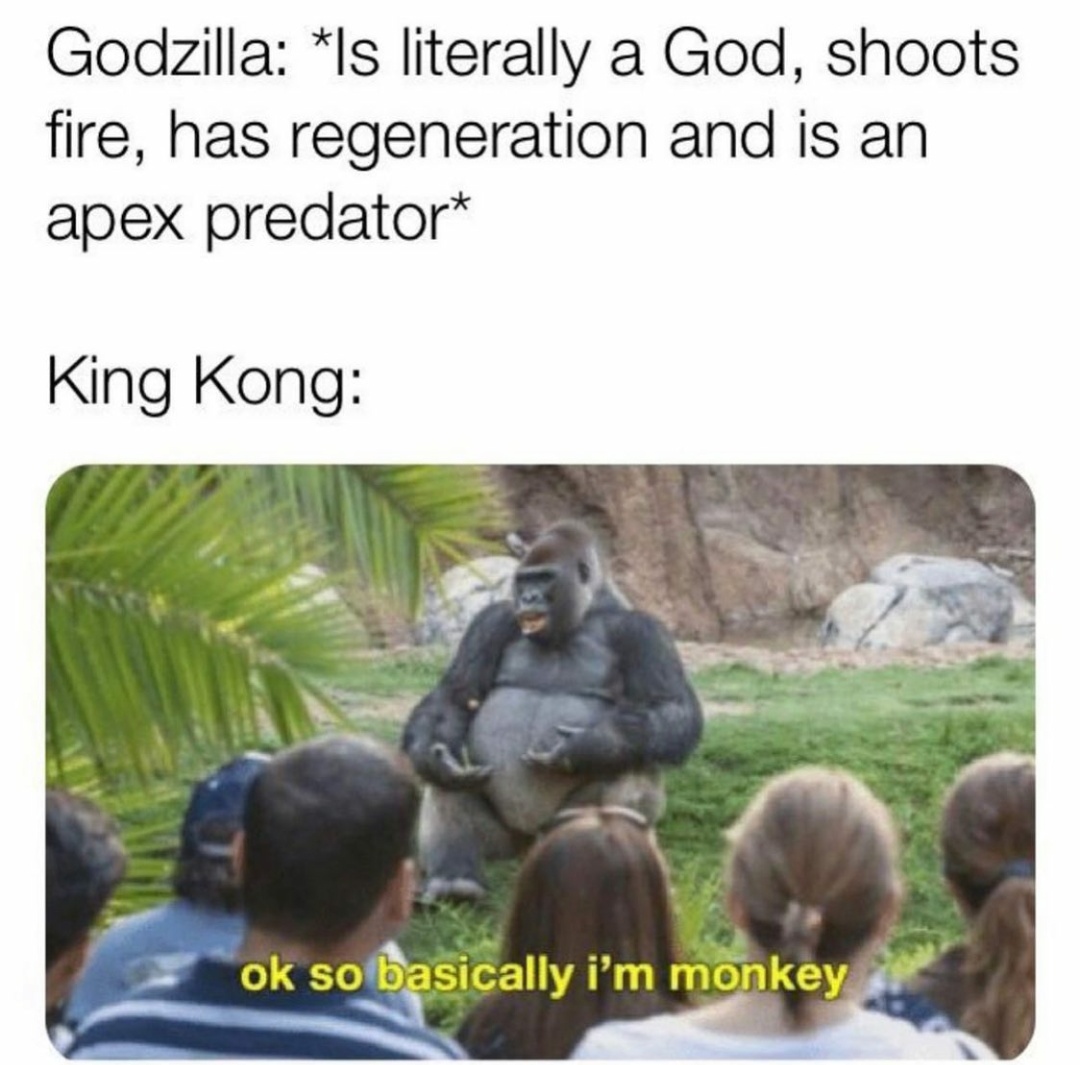 Godzilla: *Is literally a God, shoots
fire, has regeneration and is an
apex predator*
King Kong:
ok so basically i'm monkey